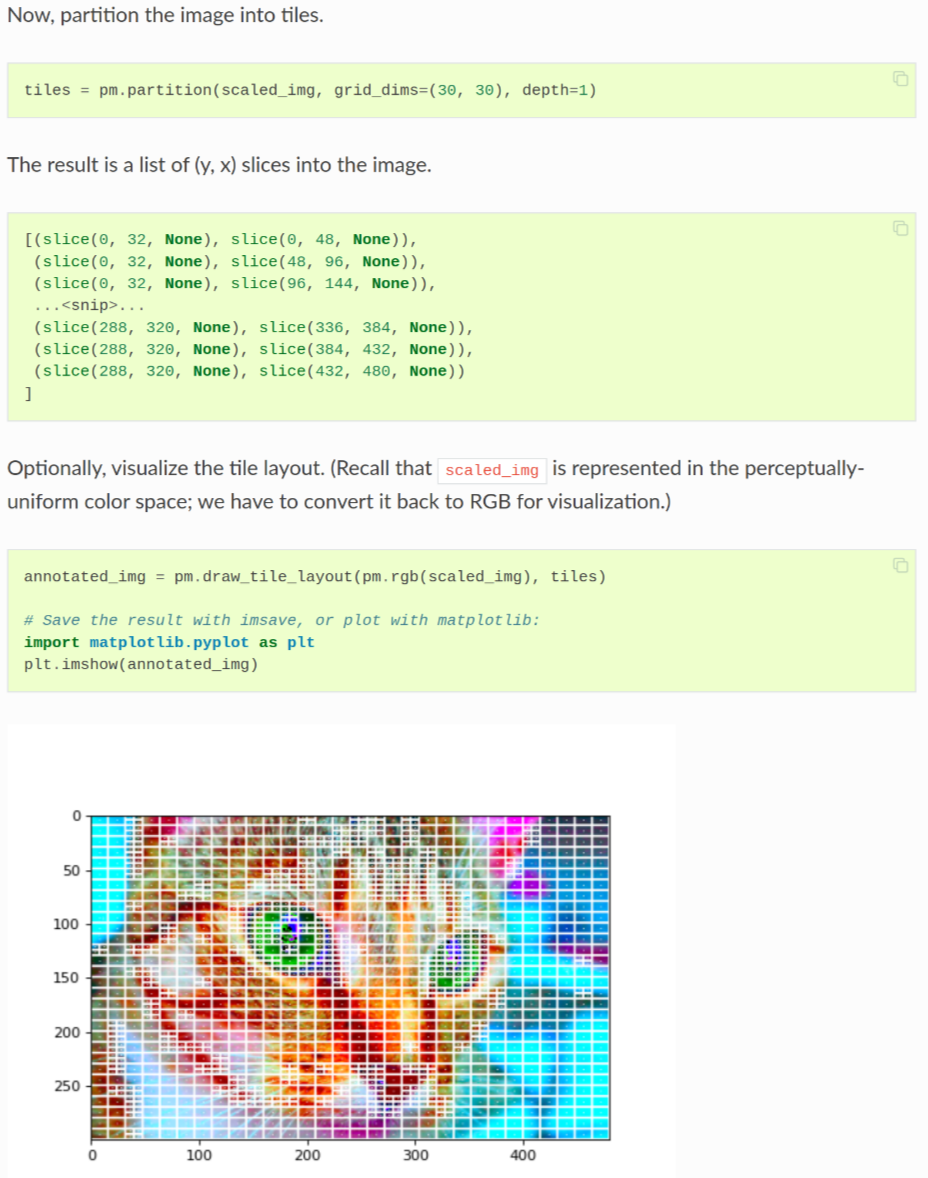 Now, partition the image into tiles.
tiles = pm.partition(scaled_img, grid_dims=(30, 30), depth=1)
The result is a list of (y, x) slices into the image.
[(slice(0, 32, None), slice(0, 48, None)),
(slice(0, 32, None), slice(48, 96, None)),
(slice(0, 32, None), slice(96, 144, None)),
...<snip>...
(slice(288, 320, None), slice(336, 384, None)),
(slice(288, 320, None), slice(384, 432, None)),
(slice(288, 320, None), slice(432, 480, None))
]
Optionally, visualize the tile layout. (Recall that scaled_img is represented in the perceptually-
uniform color space; we have to convert it back to RGB for visualization.)
annotated_img = pm.draw_tile_layout(pm.rgb(scaled_img), tiles)
# Save the result with imsave, or plot with matplotlib:
import matplotlib.pyplot as plt
plt.imshow(annotated_img)
0
50
100
150
200
250
0 100 200 300 400